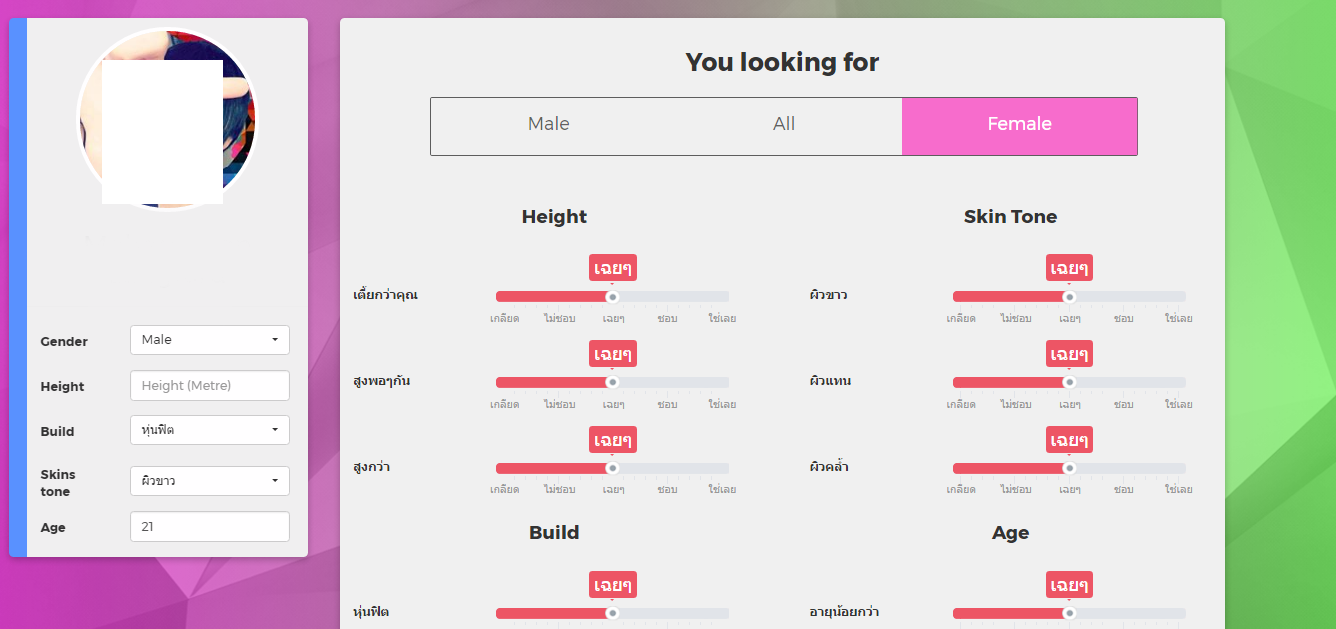 Gender
Male
Height
Height (Metre)
Build
หุ่นฟิต
Skins
tone
ผิวขาว
Age
21
You looking for
Male All Female
Height
เฉยๆ
เตี้ยกว่าคุณ
เกลียด ไม่ชอบ เฉยๆ ชอบ ใช่เลย
เฉยๆ
สูงพอๆกัน
เกลียด ไม่ชอบ เฉยๆ ชอบ ใช่เลย
เฉยๆ
สูงกว่า
เกลียด ไม่ชอบ เฉยๆ ชอบ ใช่เลย
Skin Tone
เฉยๆ
ผิวขาว
เกลียด ไม่ชอบ เฉยๆ ชอบ ใช่เลย
เฉยๆ
ผิวแทน
เกลียด ไม่ชอบ เฉยๆ ชอบ ใช่เลย
เฉยๆ
ผิวคล้ำ
เกลียด ไม่ชอบ เฉยๆ ชอบ ใช่เลย
Build
เฉยๆ
หุ่นฟิต
Age
เฉยๆ
อายุน้อยกว่า